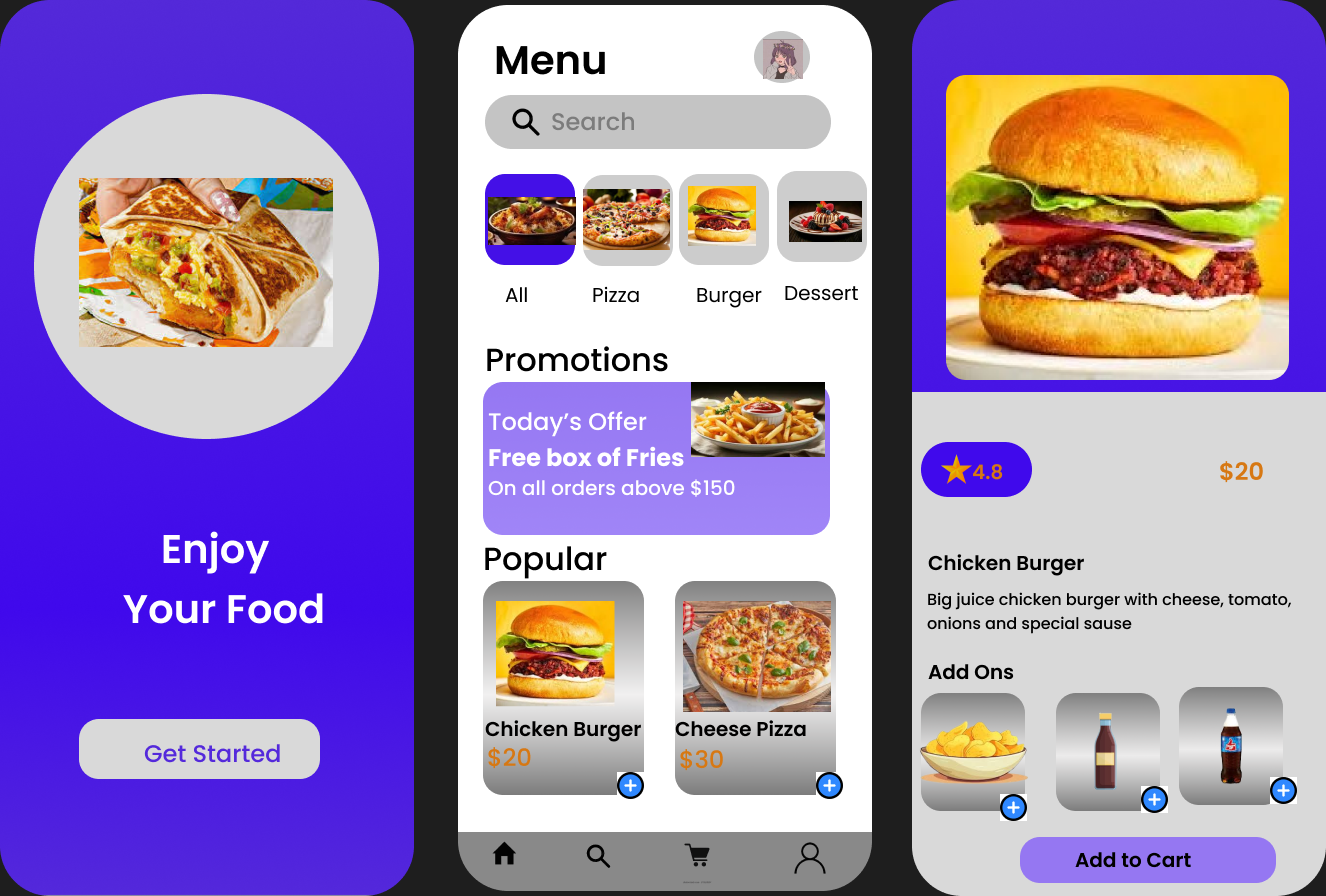 Enjoy
Your Food
Get Started
Menu
Search
All
Pizza
Burger
Dessert
Promotions
Today’s Offer
Free box of Fries
On all orders above $150
Popular
Chicken Burger
$20
Cheese Pizza
$30
4.8
$20
Chicken Burger
Big juice chicken burger with cheese, tomato,
onions and special sause
Add Ons
Add to Cart